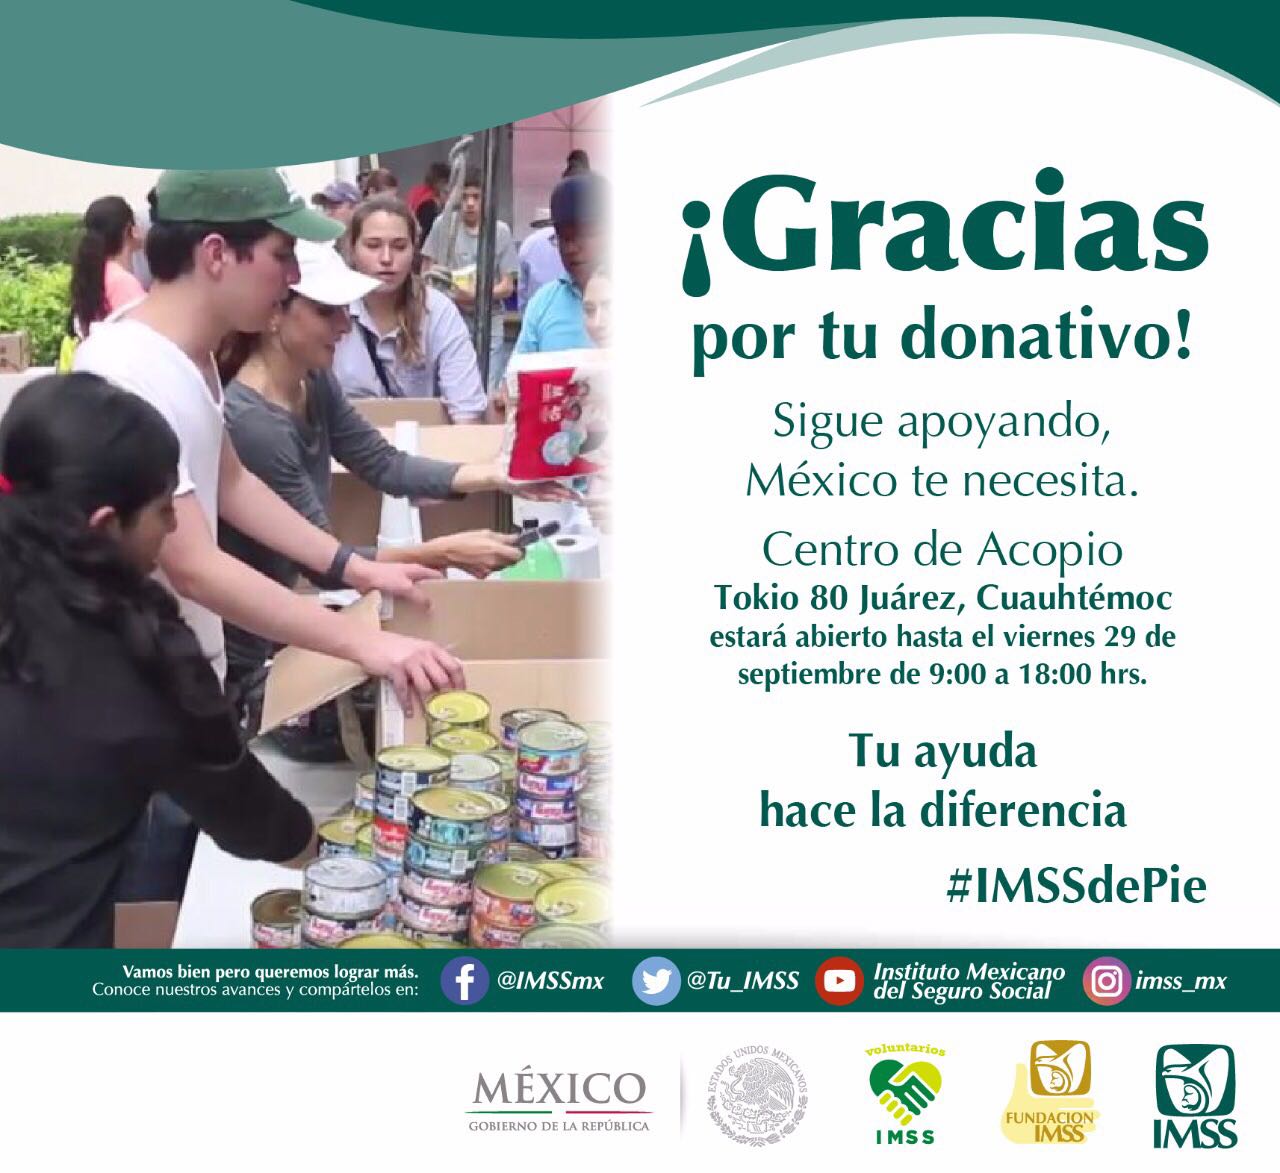 ¡Gracias
por tu donativo!
Sigue apoyando,
México te necesita.
Centro de Acopio
Tokio 80 Juárez, Cuauhtémoc
estará abierto hasta el viernes 29 de
septiembre de 9:00 a 18:00 hrs.
Tu ayuda
hace la diferencia
#IMSSdePie
Vamos bien pero queremos lograr más.
Conoce nuestros avances y compártelos en:
@IMSSmx
@Tu_IMSS
Instituto Mexicano
del Seguro Social
imss_mx
MÉXICO
GOBIERNO DE LA REPÚBLICA
ESTADOS UNIDOS MEXICANOS
voluntarios
IMSS
FUNDACION
IMSS
IMSS